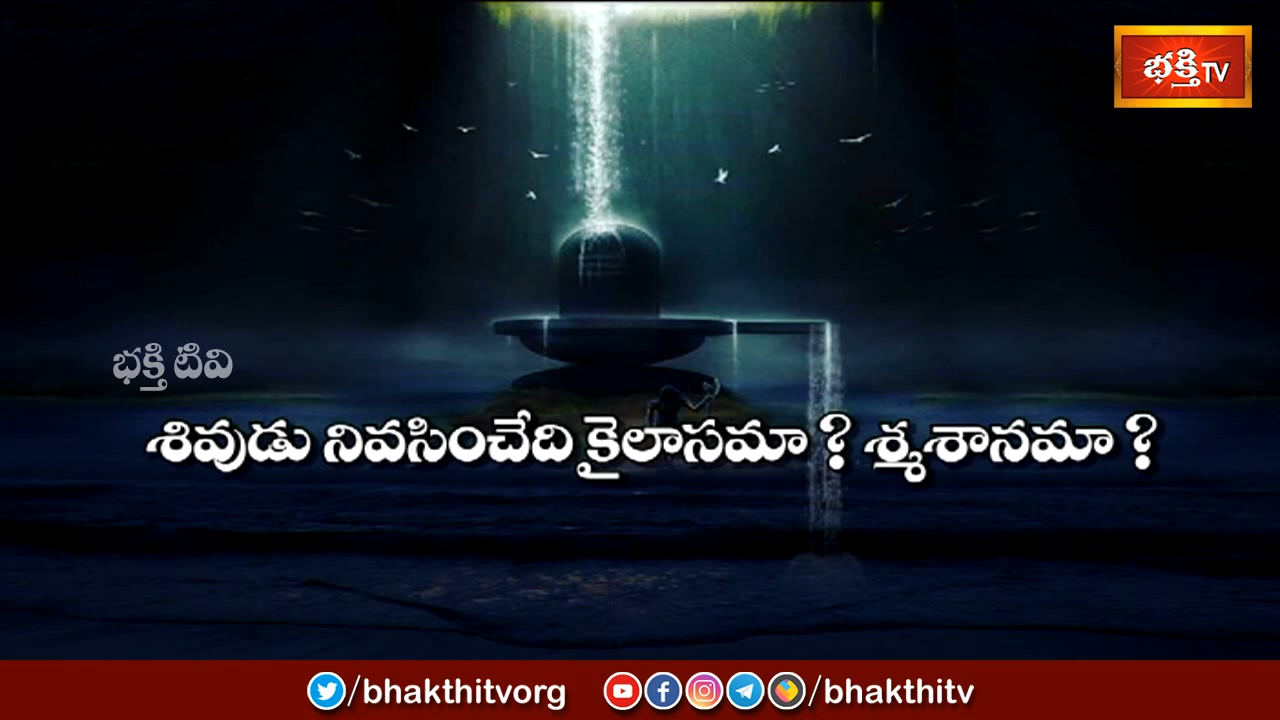 భక్తి TV
భక్తి టివి
శివుడు నివసించేది కైలాసమా ? శ్మశానమా ?
/bhakthitvorg /bhakthitv